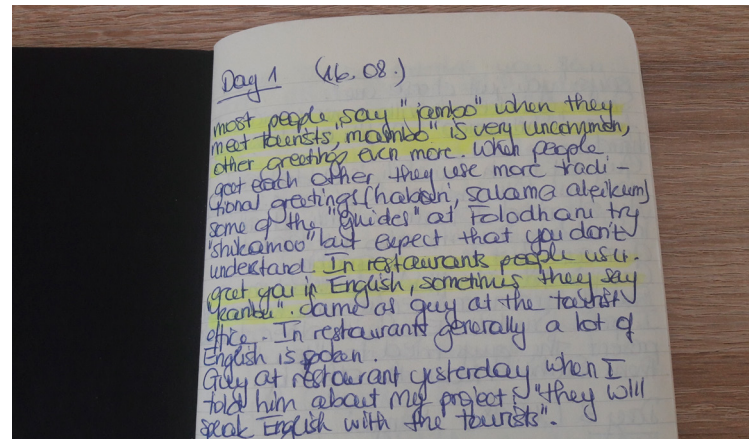 Day 1 (16.08.)
most people say "jambo" when they
meet tourists, "mambo" is very uncommon,
other greetings even more. When people
greet each other they use more tradi-
tional greetings (habari, salama aleikum)
some of the "guides" at Folodhani try
"shikamoo" but expect that you don't
understand. In restaurants people usu.
greet you in English, sometimes they say
"jambo". Same as guy at the tourist
office. In restaurants generally a lot of
English is spoken.
Guy at restaurant yesterday when I
told him about my project: "they will
speak English with the tourists".